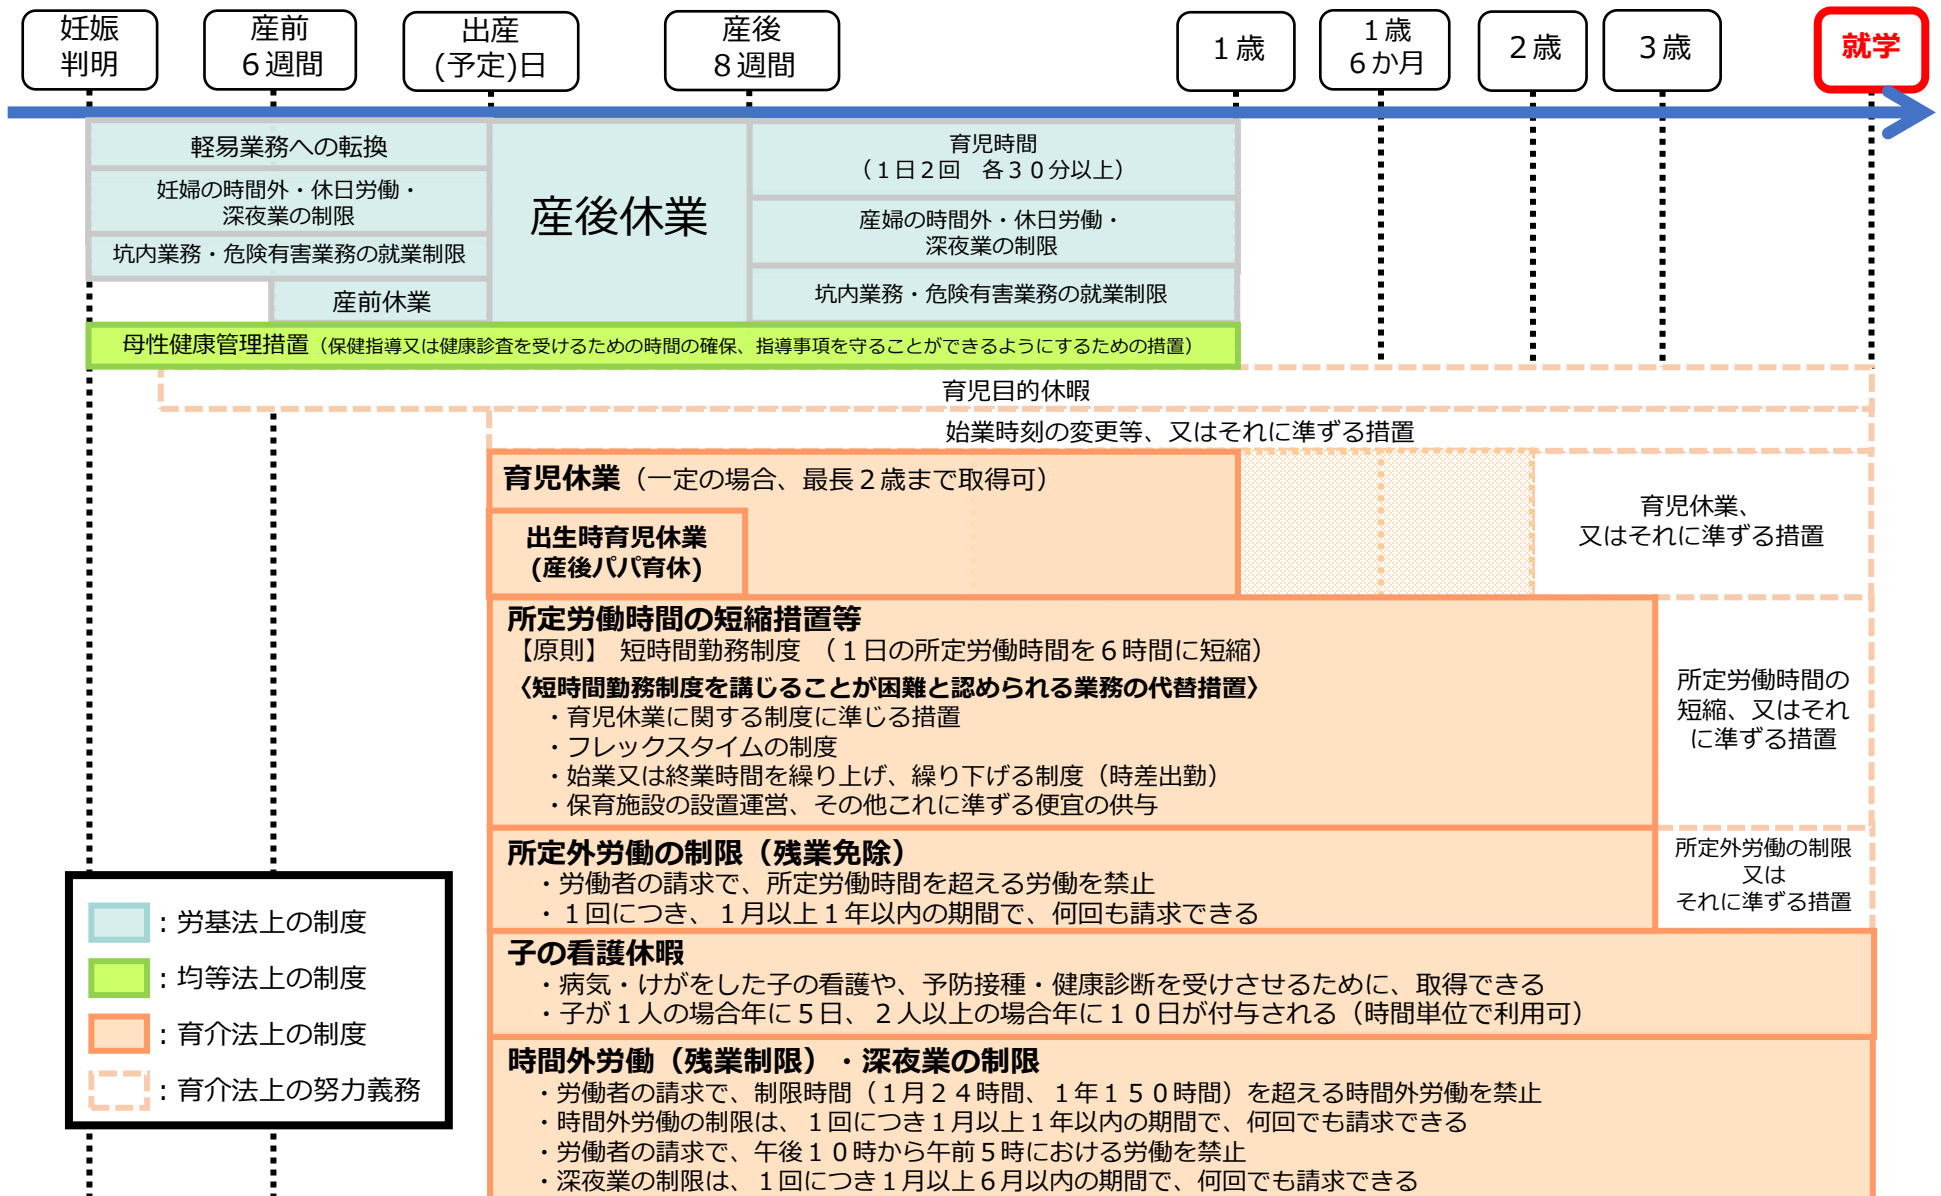 妊娠
判明
産前
６週間
出産
(予定)日
産後
８週間
１歳
１歳
６か月
２歳
３歳
就学
軽易業務への転換
妊婦の時間外・休日労働・
深夜業の制限
坑内業務・危険有害業務の就業制限
産前休業
産後休業
育児時間
（１日２回　各３０分以上）
産婦の時間外・休日労働・
深夜業の制限
坑内業務・危険有害業務の就業制限
母性健康管理措置（保健指導又は健康診査を受けるための時間の確保、指導事項を守ることができるようにするための措置）
育児目的休暇
始業時刻の変更等、又はそれに準ずる措置
育児休業（一定の場合、最長２歳まで取得可）
出生時育児休業
(産後パパ育休)
育児休業、
又はそれに準ずる措置
所定労働時間の短縮措置等
【原則】 短時間勤務制度 （１日の所定労働時間を６時間に短縮）
〈短時間勤務制度を講じることが困難と認められる業務の代替措置〉
・育児休業に関する制度に準じる措置
・フレックスタイムの制度
・始業又は終業時間を繰り上げ、繰り下げる制度（時差出勤）
・保育施設の設置運営、その他これに準ずる便宜の供与
所定労働時間の
短縮、又はそれ
に準ずる措置
所定外労働の制限（残業免除）
・労働者の請求で、所定労働時間を超える労働を禁止
・１回につき、１月以上１年以内の期間で、何回も請求できる
所定外労働の制限
又は
それに準ずる措置
子の看護休暇
・病気・けがをした子の看護や、予防接種・健康診断を受けさせるために、取得できる
・子が１人の場合年に５日、２人以上の場合年に１０日が付与される（時間単位で利用可）
時間外労働（残業制限）・深夜業の制限
・労働者の請求で、制限時間（１月２４時間、１年１５０時間）を超える時間外労働を禁止
・時間外労働の制限は、１回につき１月以上１年以内の期間で、何回でも請求できる
・労働者の請求で、午後１０時から午前５時における労働を禁止
・深夜業の制限は、１回につき１月以上６月以内の期間で、何回でも請求できる
：労基法上の制度
：均等法上の制度
：育介法上の制度
：育介法上の努力義務